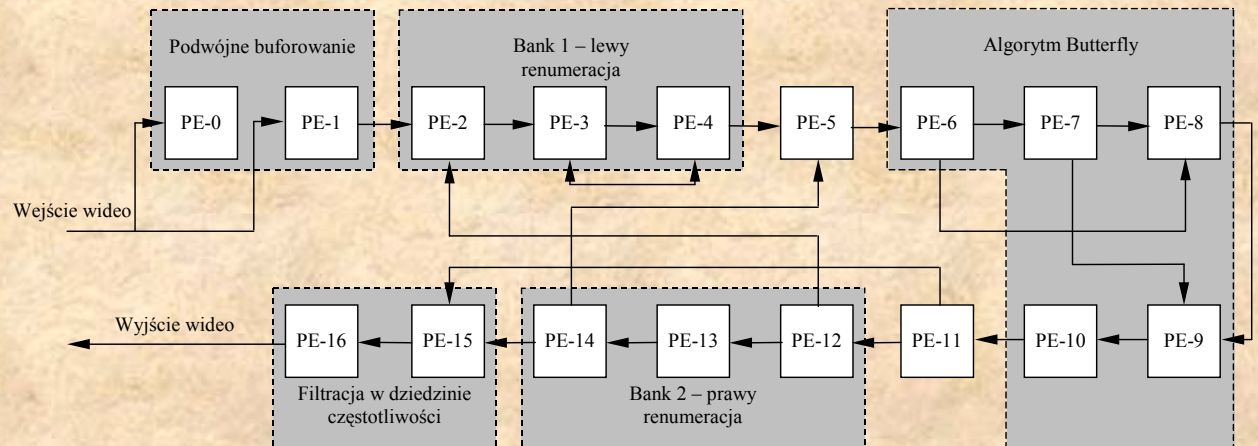 Podwójne buforowanie
Bank 1 – lewy
renumeracja
Algorytm Butterfly
PE-0
PE-1
PE-2
PE-3
PE-4
PE-5
PE-6
PE-7
PE-8
Wejście wideo
Wyjście wideo
PE-16
PE-15
PE-14
PE-13
PE-12
PE-11
PE-10
PE-9
Filtracja w dziedzinie
częstotliwości
Bank 2 – prawy
renumeracja